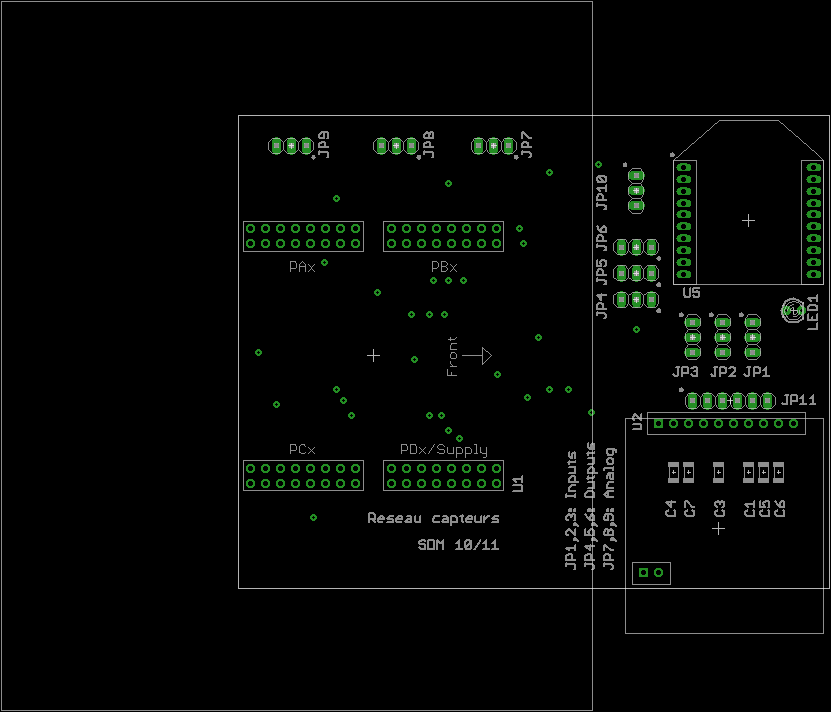 JP9
JP8
JP7
JP10
JP6
JP5
JP4
PAx
PBx
U5
LED1
Front
JP3 JP2 JP1
JP11
U2
PCx
PDx/Supply
U1
C4 C7 C3 C1 C5 C6
Reseau capteurs
SOM 10/11
JP1,2,3: Inputs
JP4,5,6: Outputs
JP7,8,9: Analog